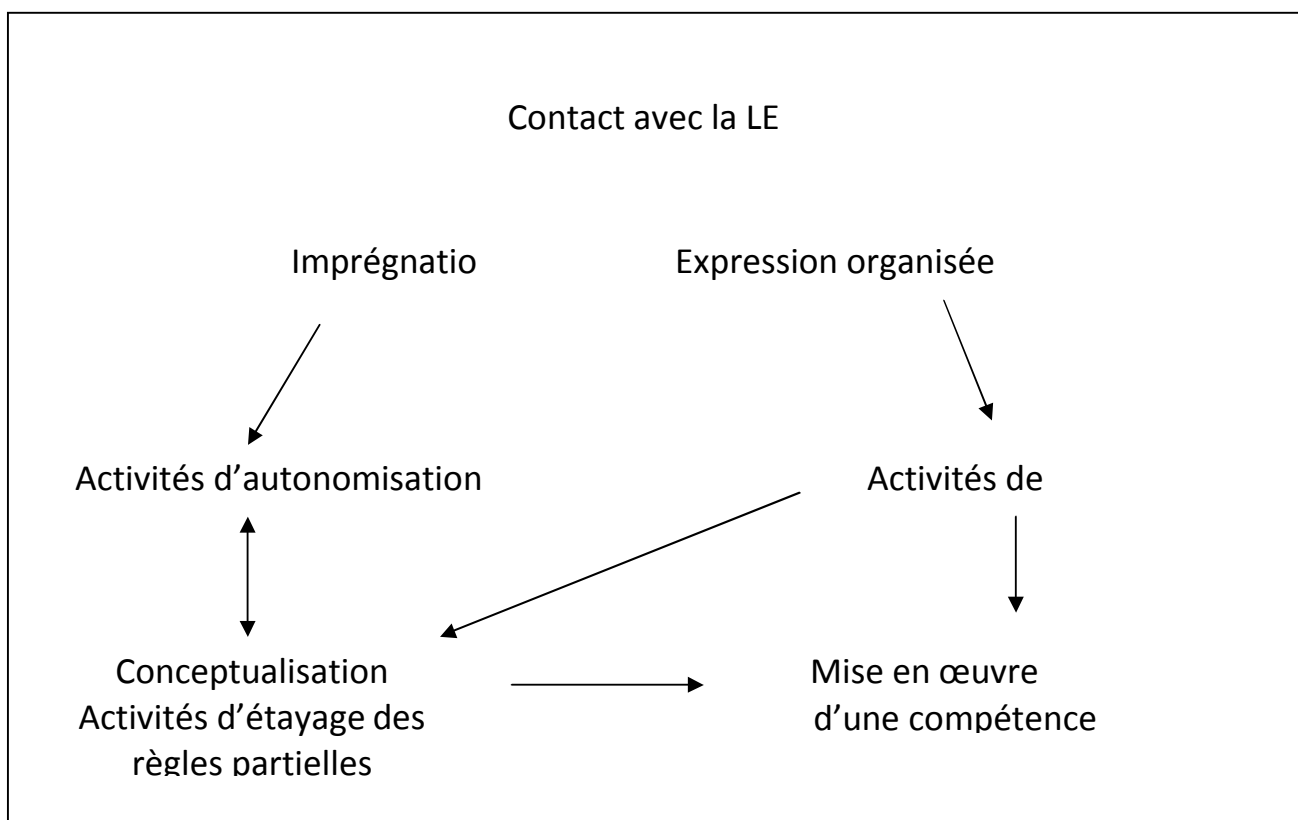 Contact avec la LE
Imprégnatio
Expression organisée
Activités d’autonomisation
Activités de
Conceptualisation
Activités d’étayage des
règles partielles
Mise en œuvre
d’une compétence